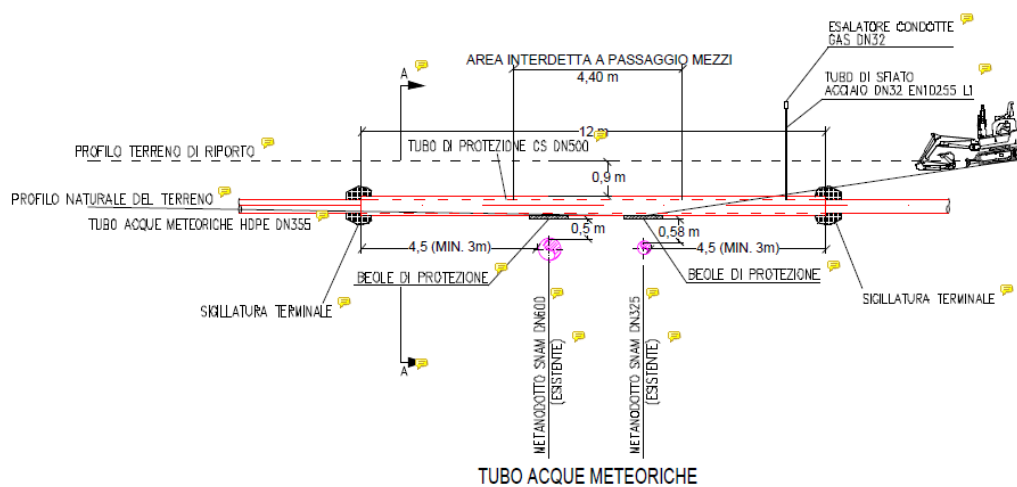 ESALATORE CONDOTTE
GAS DN32
AREA INTERDETTA A PASSAGGIO MEZZI
4,40 m
A
TUBO DI SFIATO
ACCIAIO DN32 EN10255 L1
12 m
TUBO DI PROTEZIONE CS DN500
PROFILO TERRENO DI RIPORTO
0,9 m
PROFILO NATURALE DEL TERRENO
TUBO ACQUE METEORICHE HDPE DN355
0,5 m
0,58 m
4,5 (MIN. 3m)
4,5 (MIN. 3m)
BEOLE DI PROTEZIONE
BEOLE DI PROTEZIONE
SIGILLATURA TERMINALE
SIGILLATURA TERMINALE
METANODOTTO SNAM DN600
(ESISTENTE)
METANODOTTO SNAM DN325
(ESISTENTE)
A
TUBO ACQUE METEORICHE